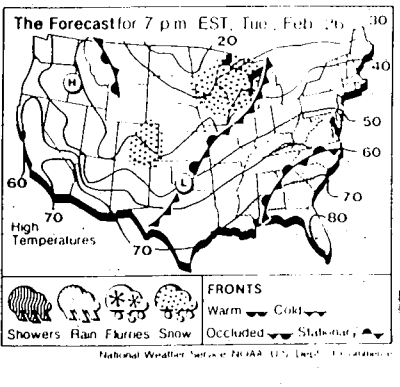 The Forecast for 7 p.m. EST, Tue., Feb. 26
30
20
40
50
60
60
70
70
80
70
H
L
High
Temperatures
Showers Rain Flurries Snow
FRONTS
Warm Cold
Occluded Stationary
National Weather Service NOAA U.S. Dept. Commerce